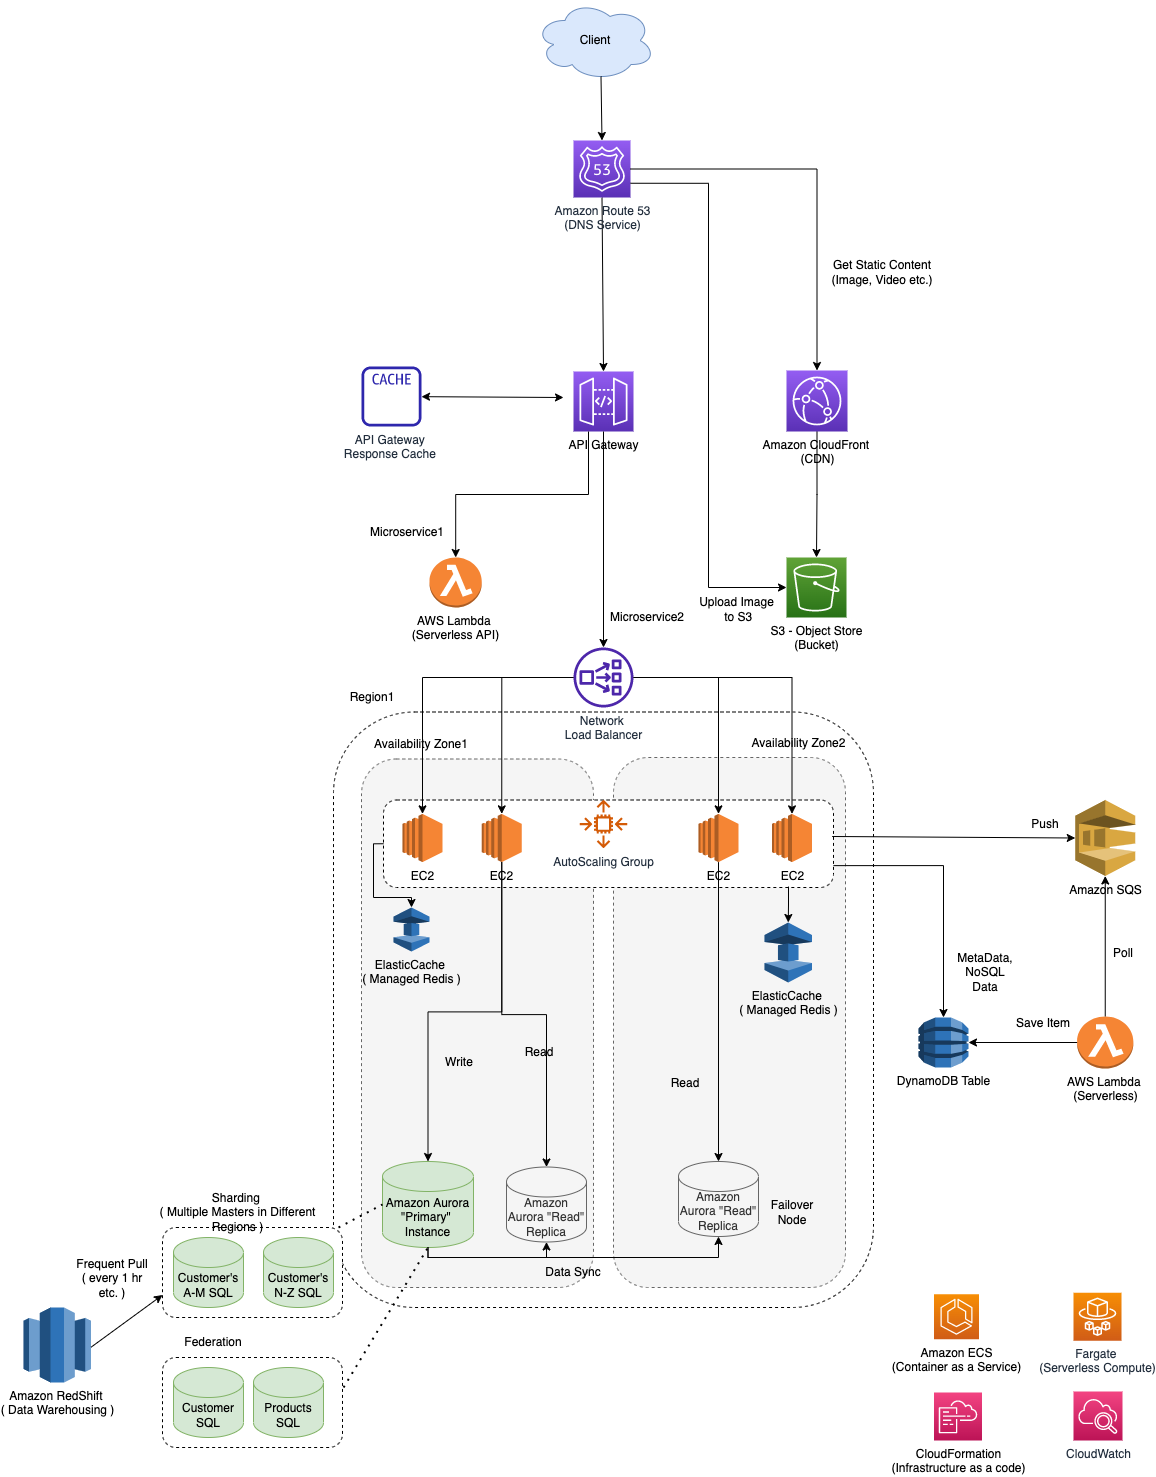 Client
53
Amazon Route 53
(DNS Service)
Get Static Content
(Image, Video etc.)
CACHE
API Gateway
Response Cache
</>
API Gateway
Amazon CloudFront
(CDN)
Microservice1
AWS Lambda
(Serverless API)
Microservice2
Upload Image
to S3
S3 - Object Store
(Bucket)
Region1
Network
Load Balancer
Availability Zone1
Availability Zone2
EC2
EC2
AutoScaling Group
EC2
EC2
Push
Amazon SQS
ElasticCache
( Managed Redis )
ElasticCache
( Managed Redis )
MetaData,
NoSQL
Data
Poll
Save Item
DynamoDB Table
AWS Lambda
(Serverless)
Write
Read
Read
Amazon Aurora
"Primary"
Instance
Amazon
Aurora "Read"
Replica
Amazon
Aurora "Read"
Replica
Failover
Node
Data Sync
Sharding
( Multiple Masters in Different
Regions )
Customer's
A-M SQL
Customer's
N-Z SQL
Frequent Pull
( every 1 hr
etc. )
Amazon RedShift
( Data Warehousing )
Federation
Customer
SQL
Products
SQL
Amazon ECS
(Container as a Service)
Fargate
(Serverless Compute)
CloudFormation
(Infrastructure as a code)
CloudWatch